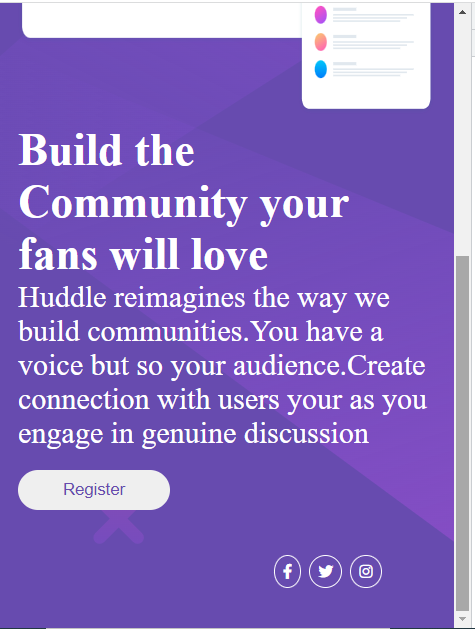 Build the
Community your
fans will love
Huddle reimagines the way we
build communities.You have a
voice but so your audience.Create
connection with users your as you
engage in genuine discussion
Register